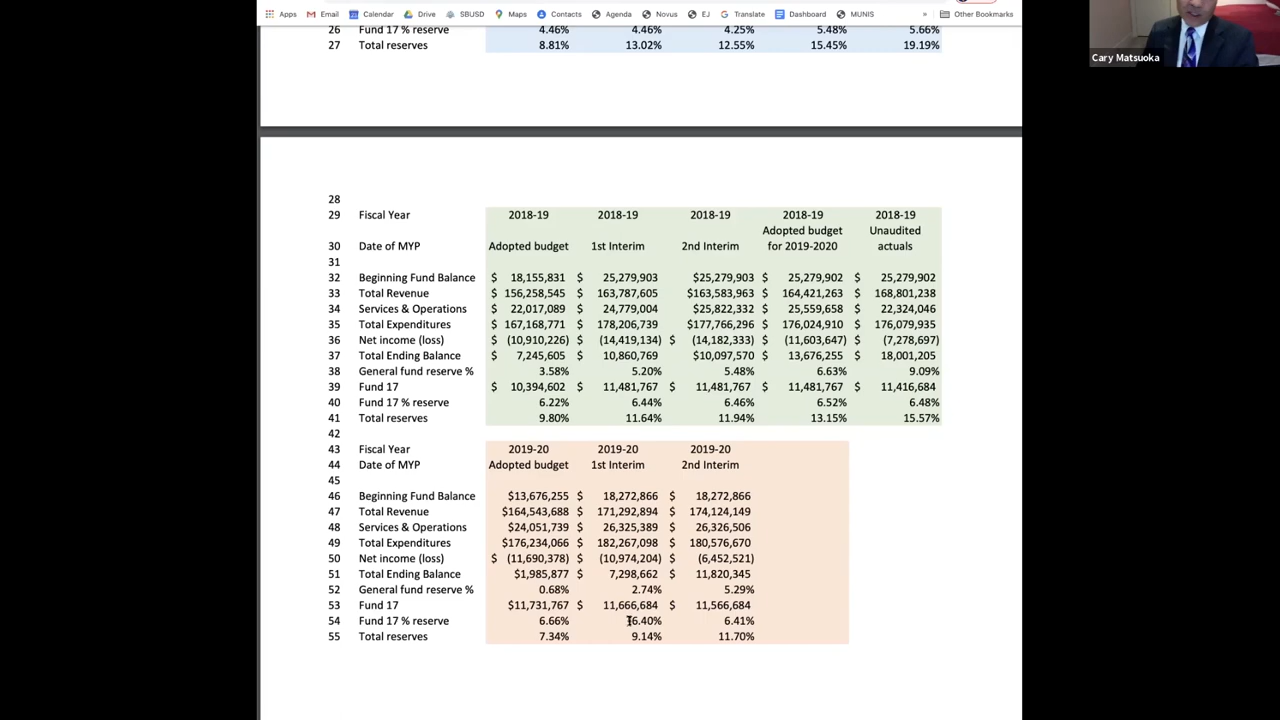 Apps Gmail Calendar Drive SBUSD Maps Contacts Agenda Novus EJ Translate Dashboard MUNIS » Other Bookmarks
Cary Matsuoka
26 Fund 17 % reserve 4.46% 4.46% 4.25% 5.48% 5.66%
27 Total reserves 8.81% 13.02% 12.55% 15.45% 19.19%
28
29 Fiscal Year 2018-19 2018-19 2018-19 2018-19 2018-19
Adopted budget Unaudited
30 Date of MYP Adopted budget 1st Interim 2nd Interim for 2019-2020 actuals
31
32 Beginning Fund Balance $ 18,155,831 $ 25,279,903 $25,279,903 $ 25,279,902 $ 25,279,902
33 Total Revenue $ 156,258,545 $ 163,787,605 $163,583,963 $ 164,421,263 $ 168,801,238
34 Services & Operations $ 22,017,089 $ 24,779,004 $25,822,332 $ 25,559,658 $ 22,324,046
35 Total Expenditures $ 167,168,771 $ 178,206,739 $177,766,296 $ 176,024,910 $ 176,079,935
36 Net income (loss) $ (10,910,226) $ (14,419,134) $ (14,182,333) $ (11,603,647) $ (7,278,697)
37 Total Ending Balance $ 7,245,605 $ 10,860,769 $10,097,570 $ 13,676,255 $ 18,001,205
38 General fund reserve % 3.58% 5.20% 5.48% 6.63% 9.09%
39 Fund 17 $ 10,394,602 $ 11,481,767 $ 11,481,767 $ 11,481,767 $ 11,416,684
40 Fund 17 % reserve 6.22% 6.44% 6.46% 6.52% 6.48%
41 Total reserves 9.80% 11.64% 11.94% 13.15% 15.57%
42
43 Fiscal Year 2019-20 2019-20 2019-20
44 Date of MYP Adopted budget 1st Interim 2nd Interim
45
46 Beginning Fund Balance $13,676,255 $ 18,272,866 $ 18,272,866
47 Total Revenue $164,543,688 $ 171,292,894 $ 174,124,149
48 Services & Operations $24,051,739 $ 26,325,389 $ 26,326,506
49 Total Expenditures $176,234,066 $ 182,267,098 $ 180,576,670
50 Net income (loss) $ (11,690,378) $ (10,974,204) $ (6,452,521)
51 Total Ending Balance $1,985,877 $ 7,298,662 $ 11,820,345
52 General fund reserve % 0.68% 2.74% 5.29%
53 Fund 17 $11,731,767 $ 11,666,684 $ 11,566,684
54 Fund 17 % reserve 6.66% 6.40% 6.41%
55 Total reserves 7.34% 9.14% 11.70%